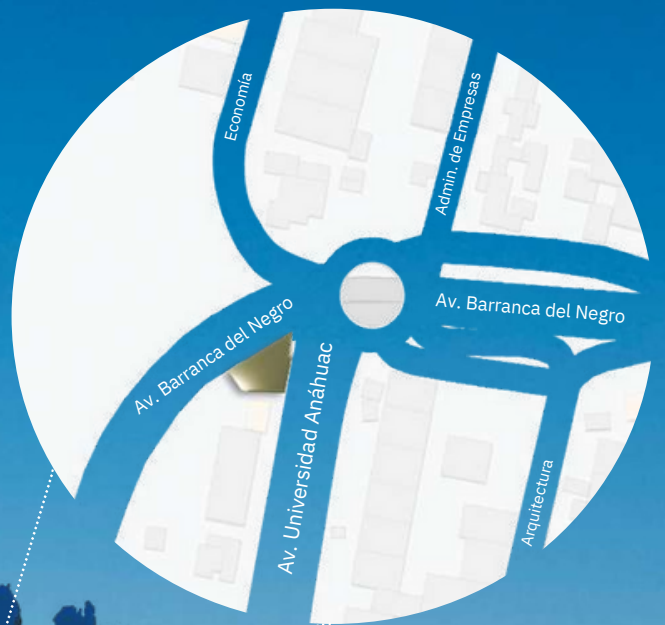 Economía
Admin. de Empresas
Av. Barranca del Negro
Av. Barranca del Negro
Av. Universidad Anáhuac
Arquitectura